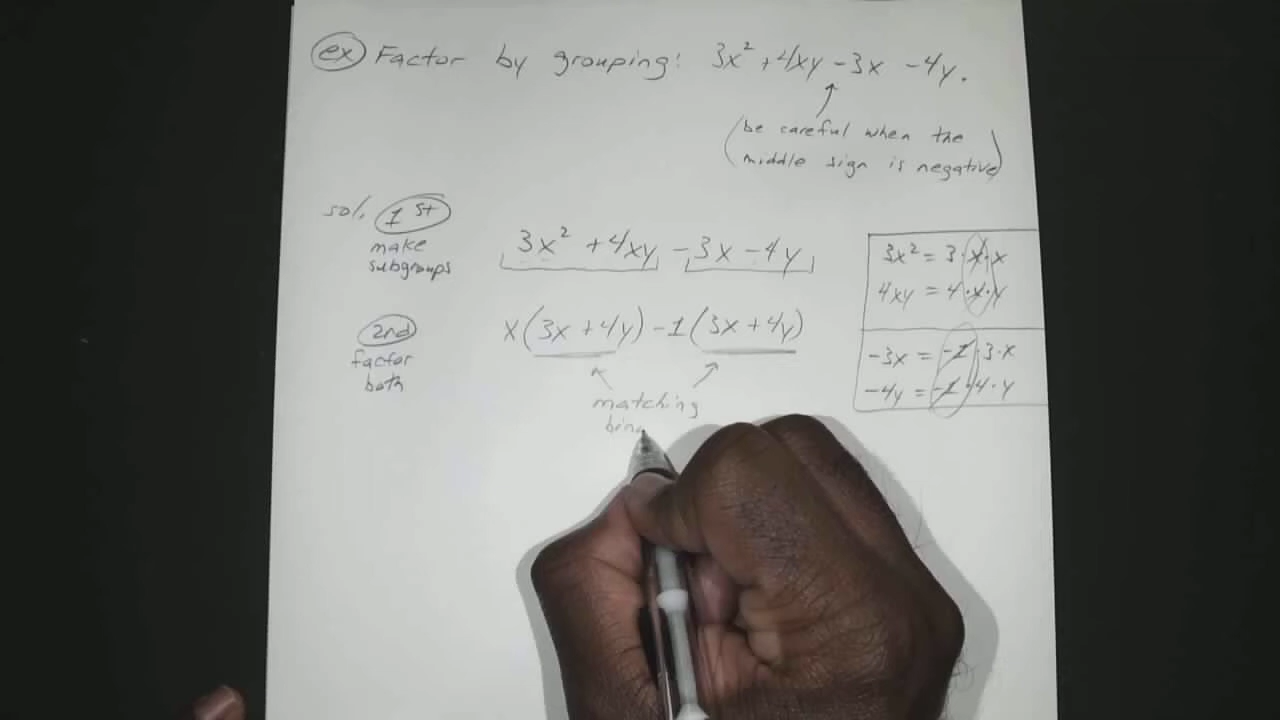 ex Factor by grouping: 3x² + 4xy - 3x - 4y.
(be careful when the
middle sign is negative)
sol. 1st
make
subgroups
3x² + 4xy - 3x - 4y
2nd
factor
both
x(3x + 4y) - 1(3x + 4y)
matching
bin
3x² = 3·x·x
4xy = 4·x·y
-3x = -1·3·x
-4y = -1·4·y